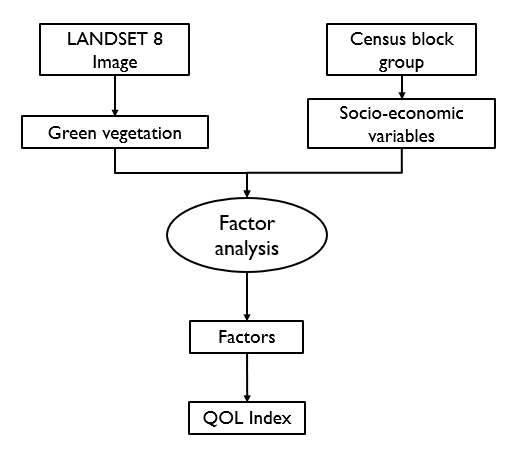 LANDSET 8
Image
Census block
group
Green vegetation
Socio-economic
variables
Factor
analysis
Factors
QOL Index